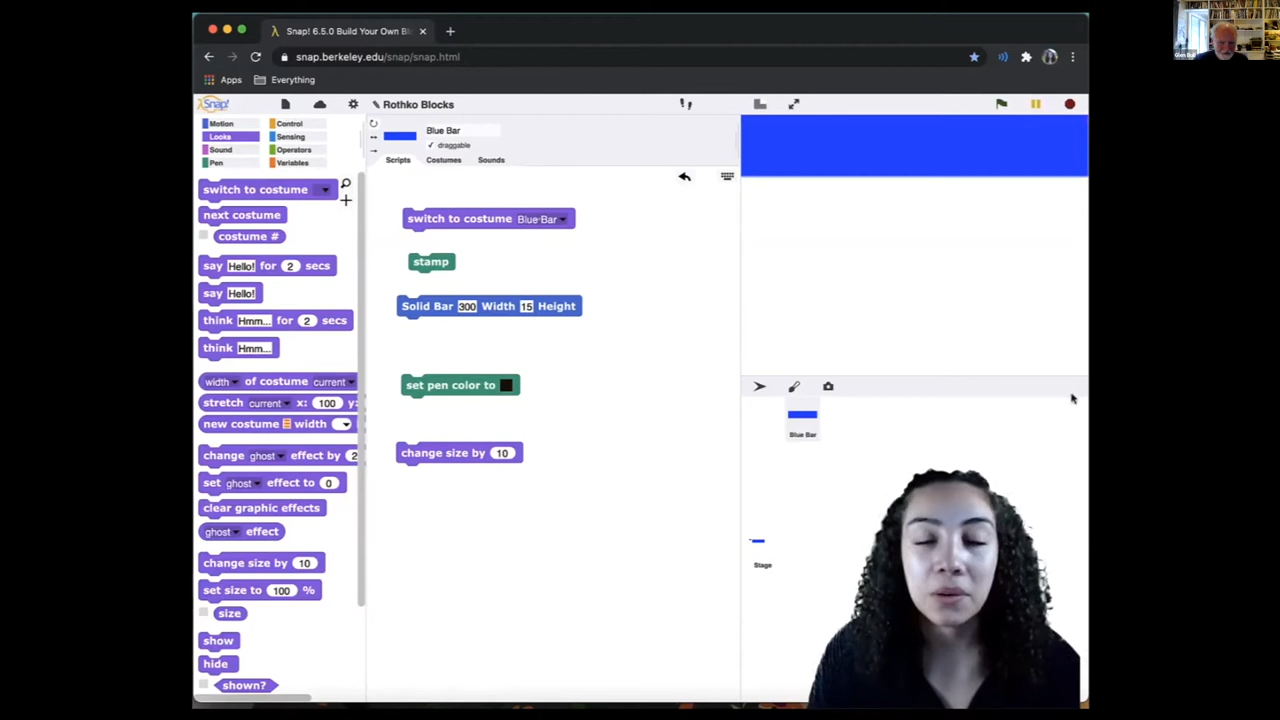 Snap! 6.5.0 Build Your Own Blo
snap.berkeley.edu/snap/snap.html
Apps Everything
Snap! Rothko Blocks
Motion Control
Looks Sensing
Sound Operators
Pen Variables
Blue Bar
draggable
Scripts Costumes Sounds
switch to costume
next costume
costume #
say Hello! for 2 secs
say Hello!
think Hmm... for 2 secs
think Hmm...
width of costume current
stretch current x: 100 y:
new costume width
change ghost effect by 2
set ghost effect to 0
clear graphic effects
ghost effect
change size by 10
set size to 100 %
size
show
hide
shown?
switch to costume Blue Bar
stamp
Solid Bar 300 Width 15 Height
set pen color to
change size by 10
Blue Bar
Stage
Glen Bull